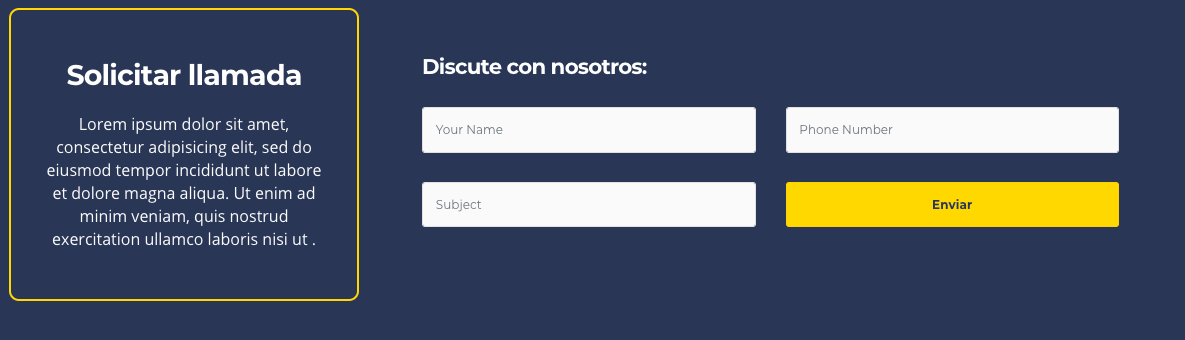 Solicitar llamada
Lorem ipsum dolor sit amet,
consectetur adipisicing elit, sed do
eiusmod tempor incididunt ut labore
et dolore magna aliqua. Ut enim ad
minim veniam, quis nostrud
exercitation ullamco laboris nisi ut .
Discute con nosotros:
Your Name
Phone Number
Subject
Enviar